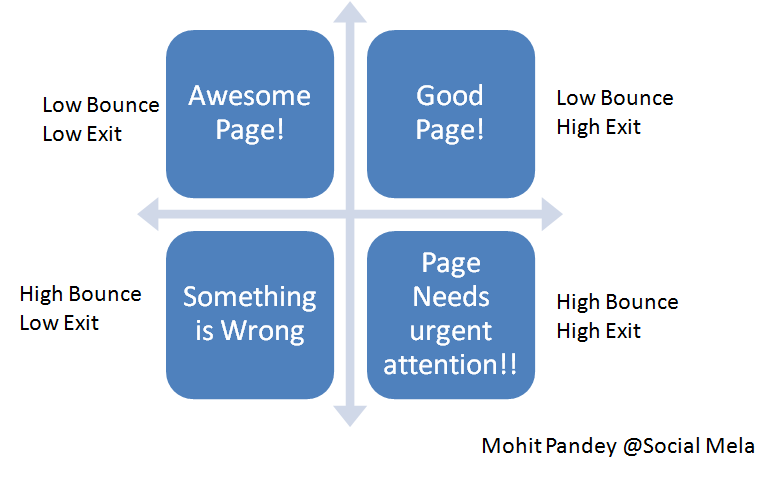 Low Bounce
Low Exit
Awesome
Page!
Good
Page!
Low Bounce
High Exit
High Bounce
Low Exit
Something
is Wrong
Page
Needs
urgent
attention!!
High Bounce
High Exit
Mohit Pandey @Social Mela